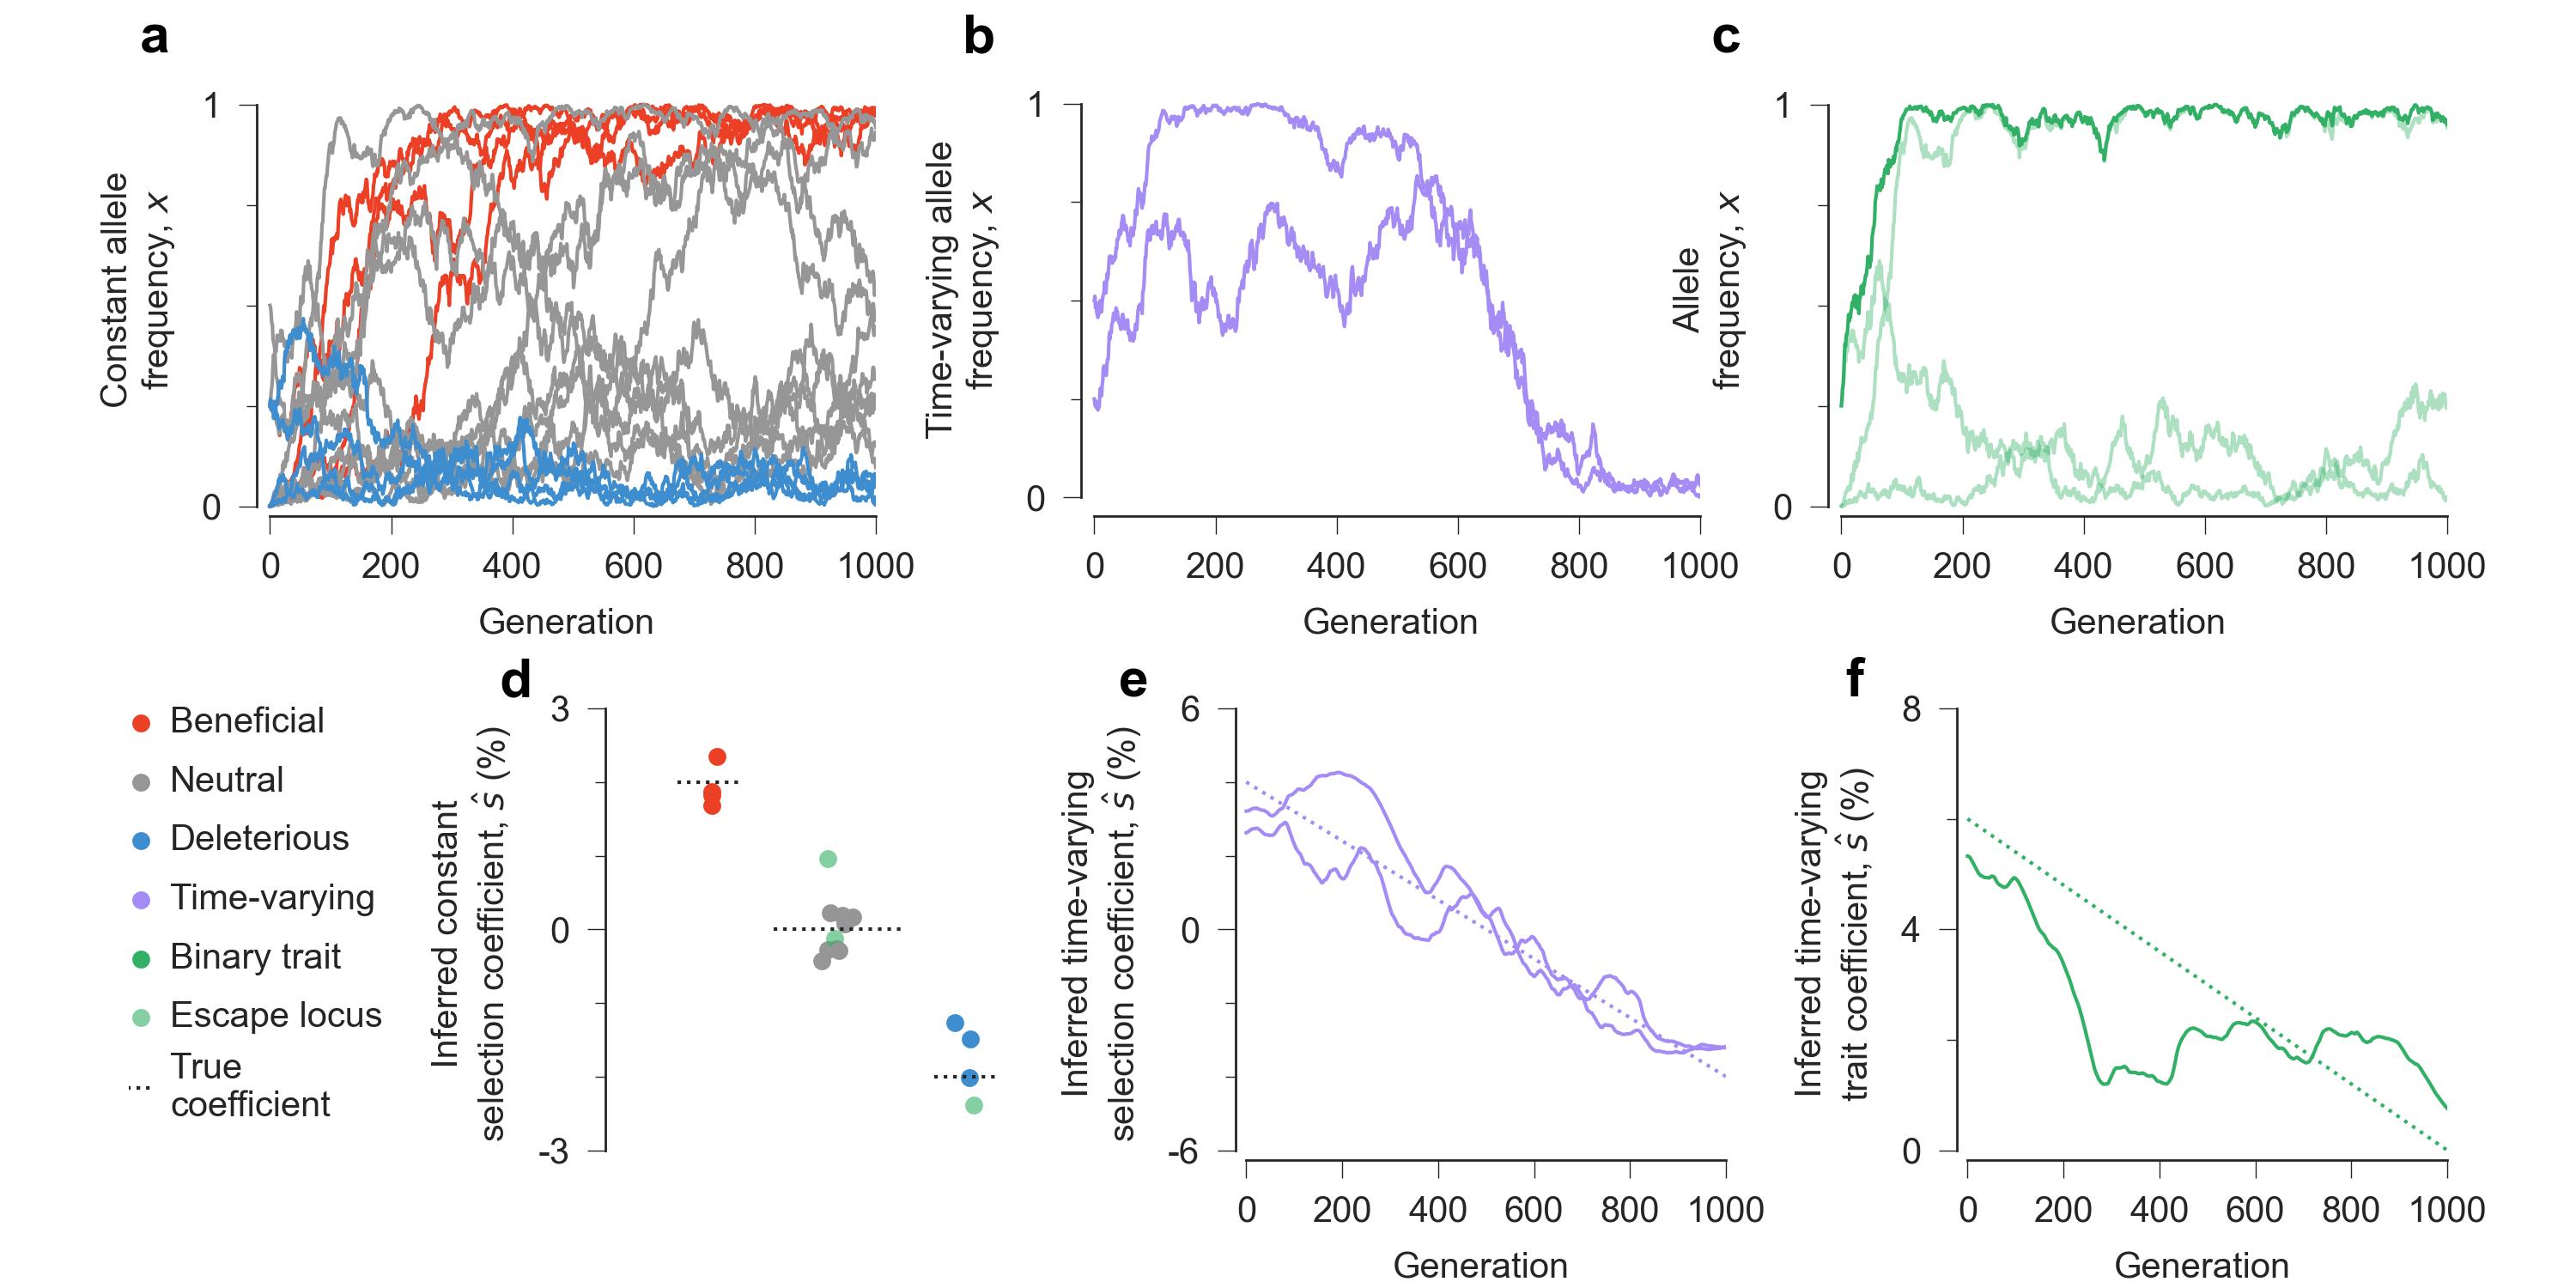 a
1
0
Constant allele
frequency, x
0 200 400 600 800 1000
Generation
b
1
0
Time-varying allele
frequency, x
0 200 400 600 800 1000
Generation
c
1
0
Allele
frequency, x
0 200 400 600 800 1000
Generation
Beneficial
Neutral
Deleterious
Time-varying
Binary trait
Escape locus
True
coefficient
d
3
0
-3
Inferred constant
selection coefficient, ŝ (%)
e
6
0
-6
Inferred time-varying
selection coefficient, ŝ (%)
0 200 400 600 800 1000
Generation
f
8
4
0
Inferred time-varying
trait coefficient, ŝ (%)
0 200 400 600 800 1000
Generation